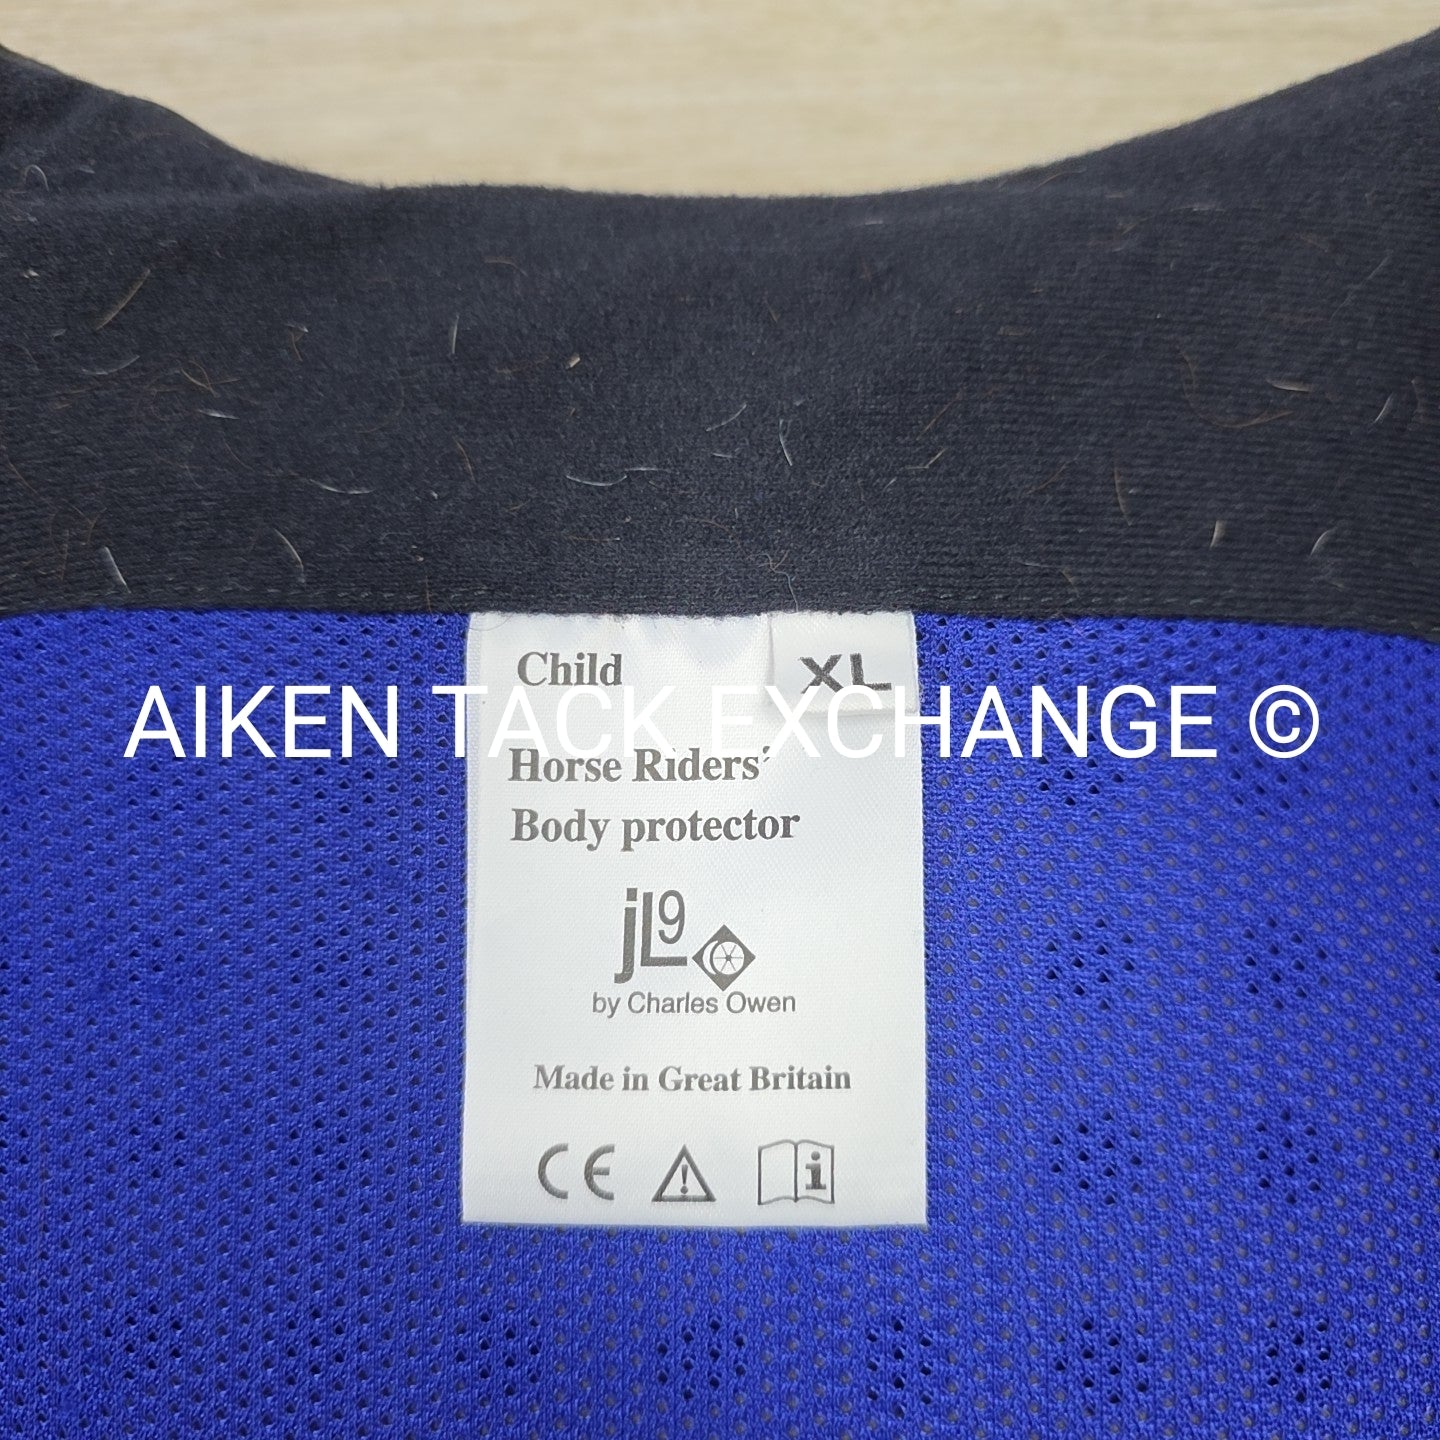 Child XL
AIKEN TACK EXCHANGE ©
Horse Riders'
Body protector
jL9
by Charles Owen
Made in Great Britain
CE